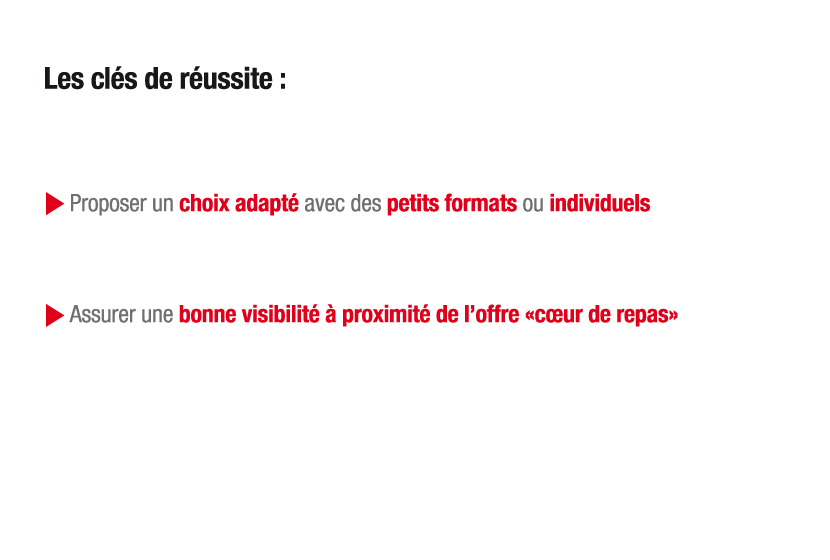 Les clés de réussite :
Proposer un choix adapté avec des petits formats ou individuels
Assurer une bonne visibilité à proximité de l’offre «cœur de repas»